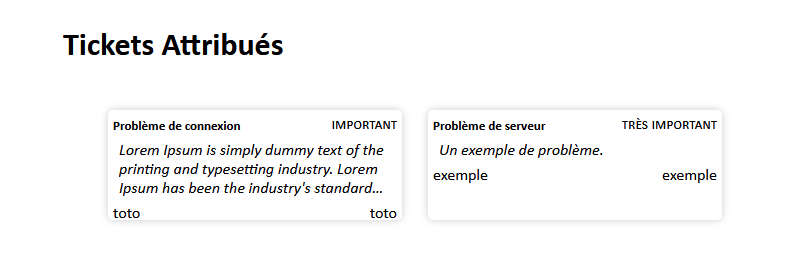 Tickets Attribués
Problème de connexion IMPORTANT
Lorem Ipsum is simply dummy text of the
printing and typesetting industry. Lorem
Ipsum has been the industry's standard...
toto toto
Problème de serveur TRÈS IMPORTANT
Un exemple de problème.
exemple exemple